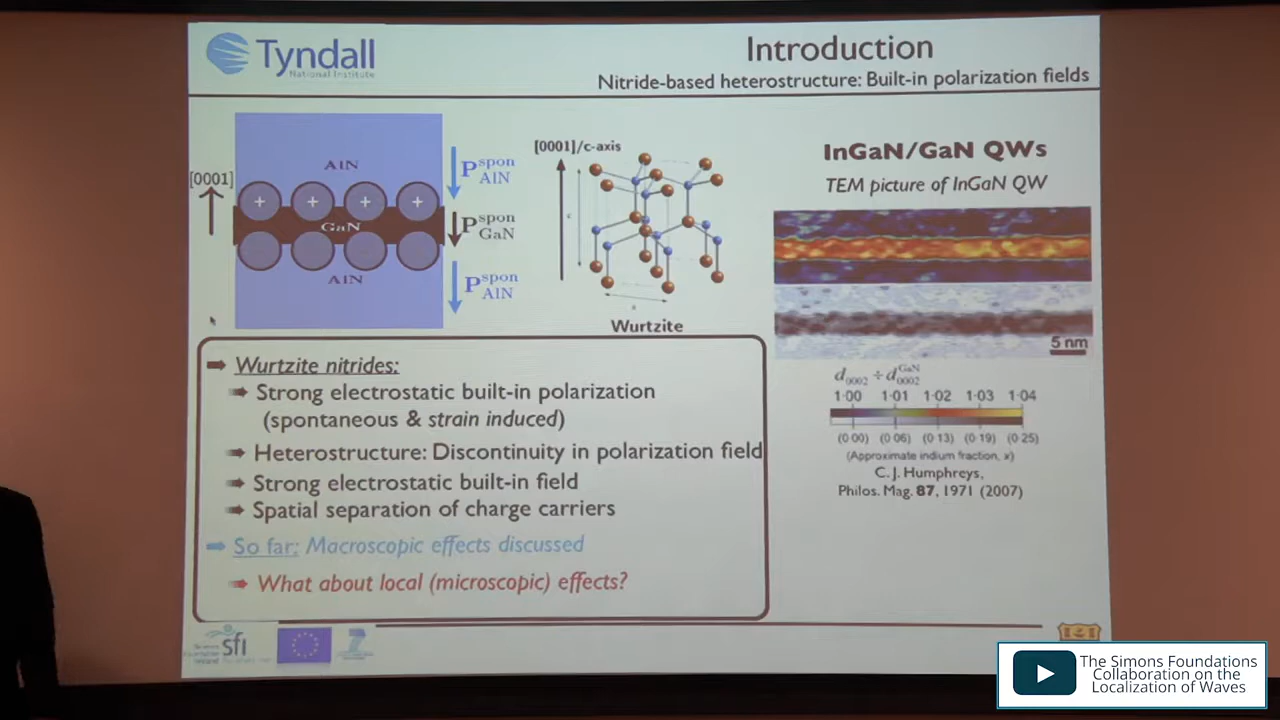 Tyndall
National Institute
Introduction
Nitride-based heterostructure: Built-in polarization fields
[0001]
AlN
+ + + +
GaN
AlN
P spon AlN
P spon GaN
P spon AlN
[0001]/c-axis
Wurtzite
InGaN/GaN QWs
TEM picture of InGaN QW
5 nm
d0002 ÷ d0002 GaN
1·00 1·01 1·02 1·03 1·04
(0·00) (0·06) (0·13) (0·19) (0·25)
(Approximate indium fraction, x)
C. J. Humphreys,
Philos. Mag. 87, 1971 (2007)
Wurtzite nitrides:
Strong electrostatic built-in polarization
(spontaneous & strain induced)
Heterostructure: Discontinuity in polarization field
Strong electrostatic built-in field
Spatial separation of charge carriers
So far: Macroscopic effects discussed
What about local (microscopic) effects?
sfi
The Simons Foundations
Collaboration on the
Localization of Waves